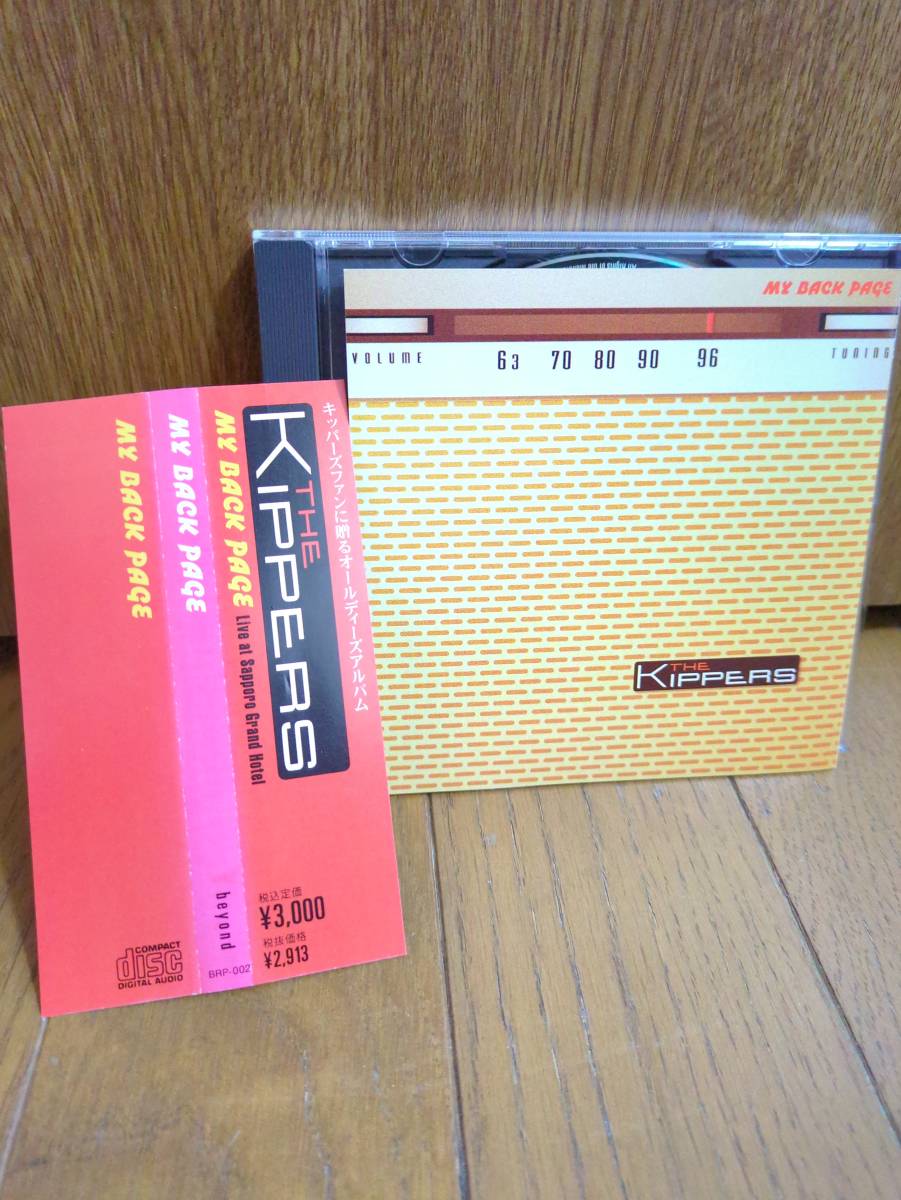 MY BACK PAGE
VOLUME
63 70 80 90 96
TUNING
THE
KIPPERS
キッパーズファンに贈るオールディーズアルバム
THE
KIPPERS
MY BACK PAGE Live at Sapporo Grand Hotel
税込定価
¥3,000
税抜価格
¥2,913
MY BACK PAGE
beyond
BRP-002
MY BACK PAGE
COMPACT
disc
DIGITAL AUDIO